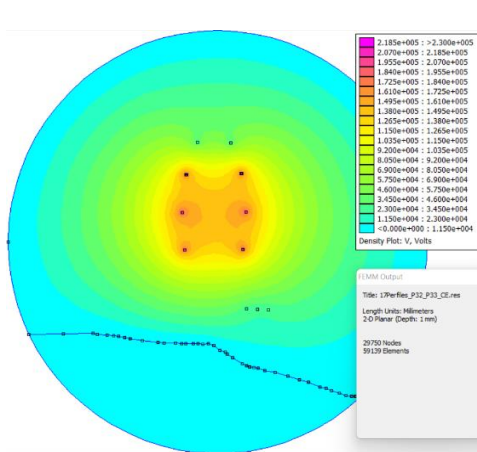 2.185e+005 : >2.300e+005
2.070e+005 : 2.185e+005
1.955e+005 : 2.070e+005
1.840e+005 : 1.955e+005
1.725e+005 : 1.840e+005
1.610e+005 : 1.725e+005
1.495e+005 : 1.610e+005
1.380e+005 : 1.495e+005
1.265e+005 : 1.380e+005
1.150e+005 : 1.265e+005
1.035e+005 : 1.150e+005
9.200e+004 : 1.035e+005
8.050e+004 : 9.200e+004
6.900e+004 : 8.050e+004
5.750e+004 : 6.900e+004
4.600e+004 : 5.750e+004
3.450e+004 : 4.600e+004
2.300e+004 : 3.450e+004
1.150e+004 : 2.300e+004
<0.000e+000 : 1.150e+004
Density Plot: V, Volts
FEMM Output
Title: 17Perfiles_P32_P33_CE.res
Length Units: Millimeters
2-D Planar (Depth: 1 mm)
29750 Nodes
59139 Elements